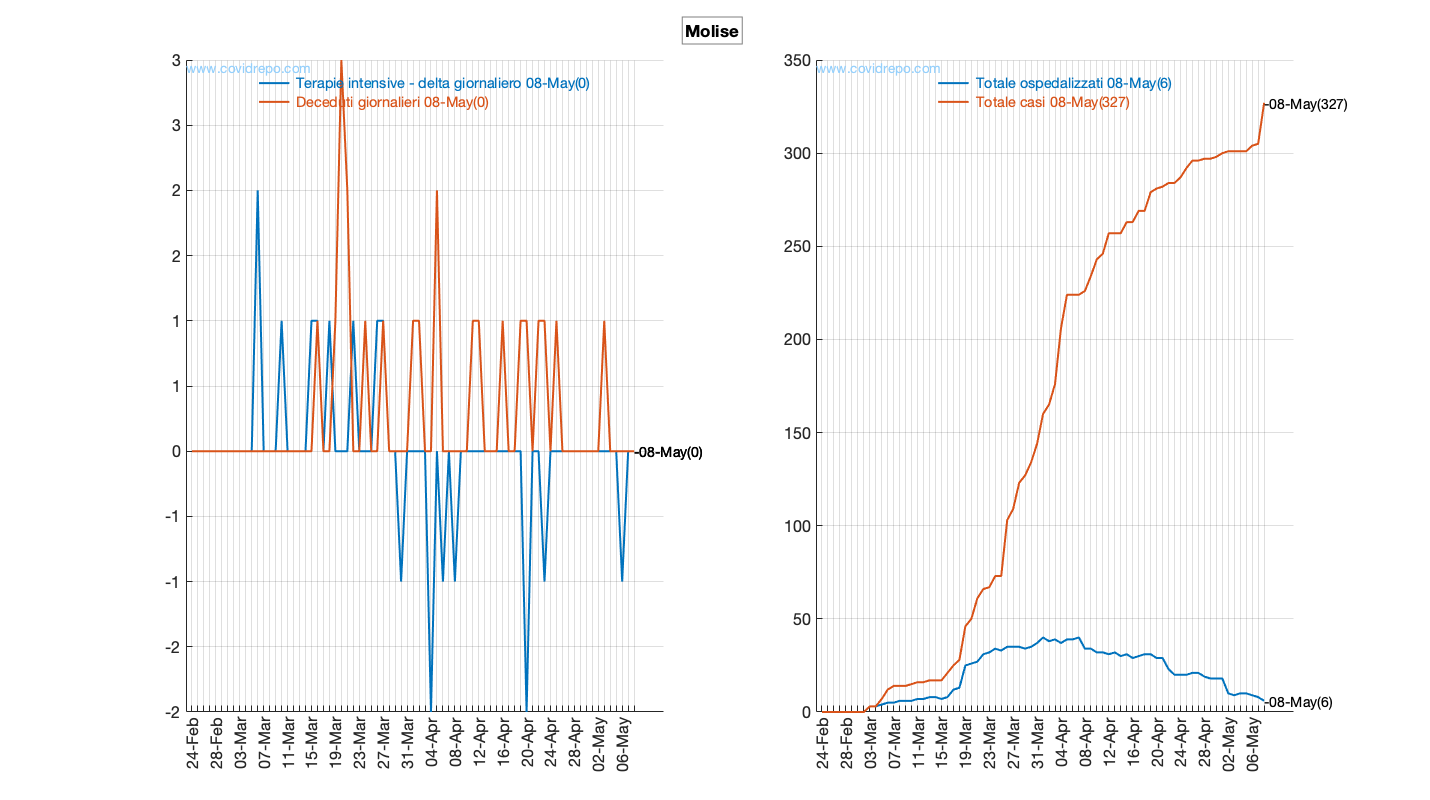 Molise
www.covidrepo.com
Terapie intensive - delta giornaliero 08-May(0)
Deceduti giornalieri 08-May(0)
3
3
2
2
1
1
0
-1
-1
-2
-2
-08-May(0)
24-Feb
28-Feb
03-Mar
07-Mar
11-Mar
15-Mar
19-Mar
23-Mar
27-Mar
31-Mar
04-Apr
08-Apr
12-Apr
16-Apr
20-Apr
24-Apr
28-Apr
02-May
06-May
www.covidrepo.com
Totale ospedalizzati 08-May(6)
Totale casi 08-May(327)
350
300
250
200
150
100
50
0
-08-May(327)
-08-May(6)
24-Feb
28-Feb
03-Mar
07-Mar
11-Mar
15-Mar
19-Mar
23-Mar
27-Mar
31-Mar
04-Apr
08-Apr
12-Apr
16-Apr
20-Apr
24-Apr
28-Apr
02-May
06-May